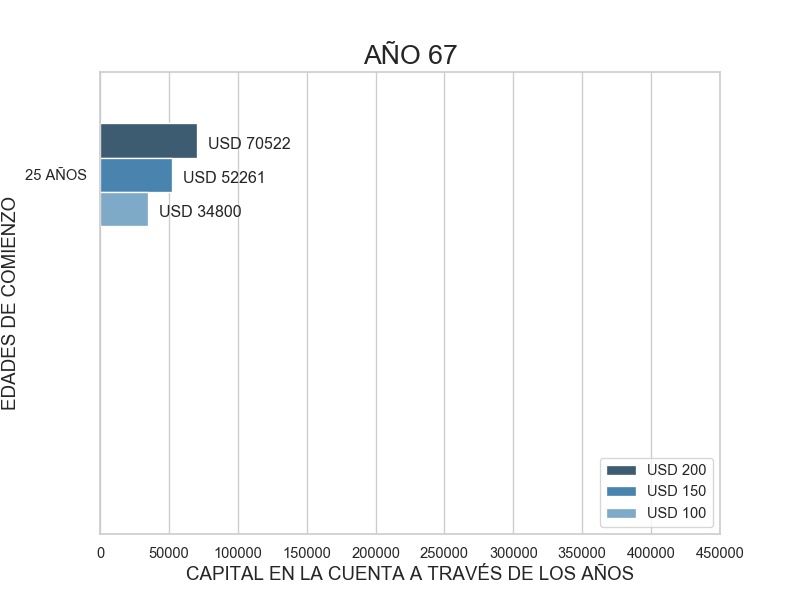 AÑO 67
USD 70522
25 AÑOS
USD 52261
USD 34800
EDADES DE COMIENZO
USD 200
USD 150
USD 100
0 50000 100000 150000 200000 250000 300000 350000 400000 450000
CAPITAL EN LA CUENTA A TRAVÉS DE LOS AÑOS